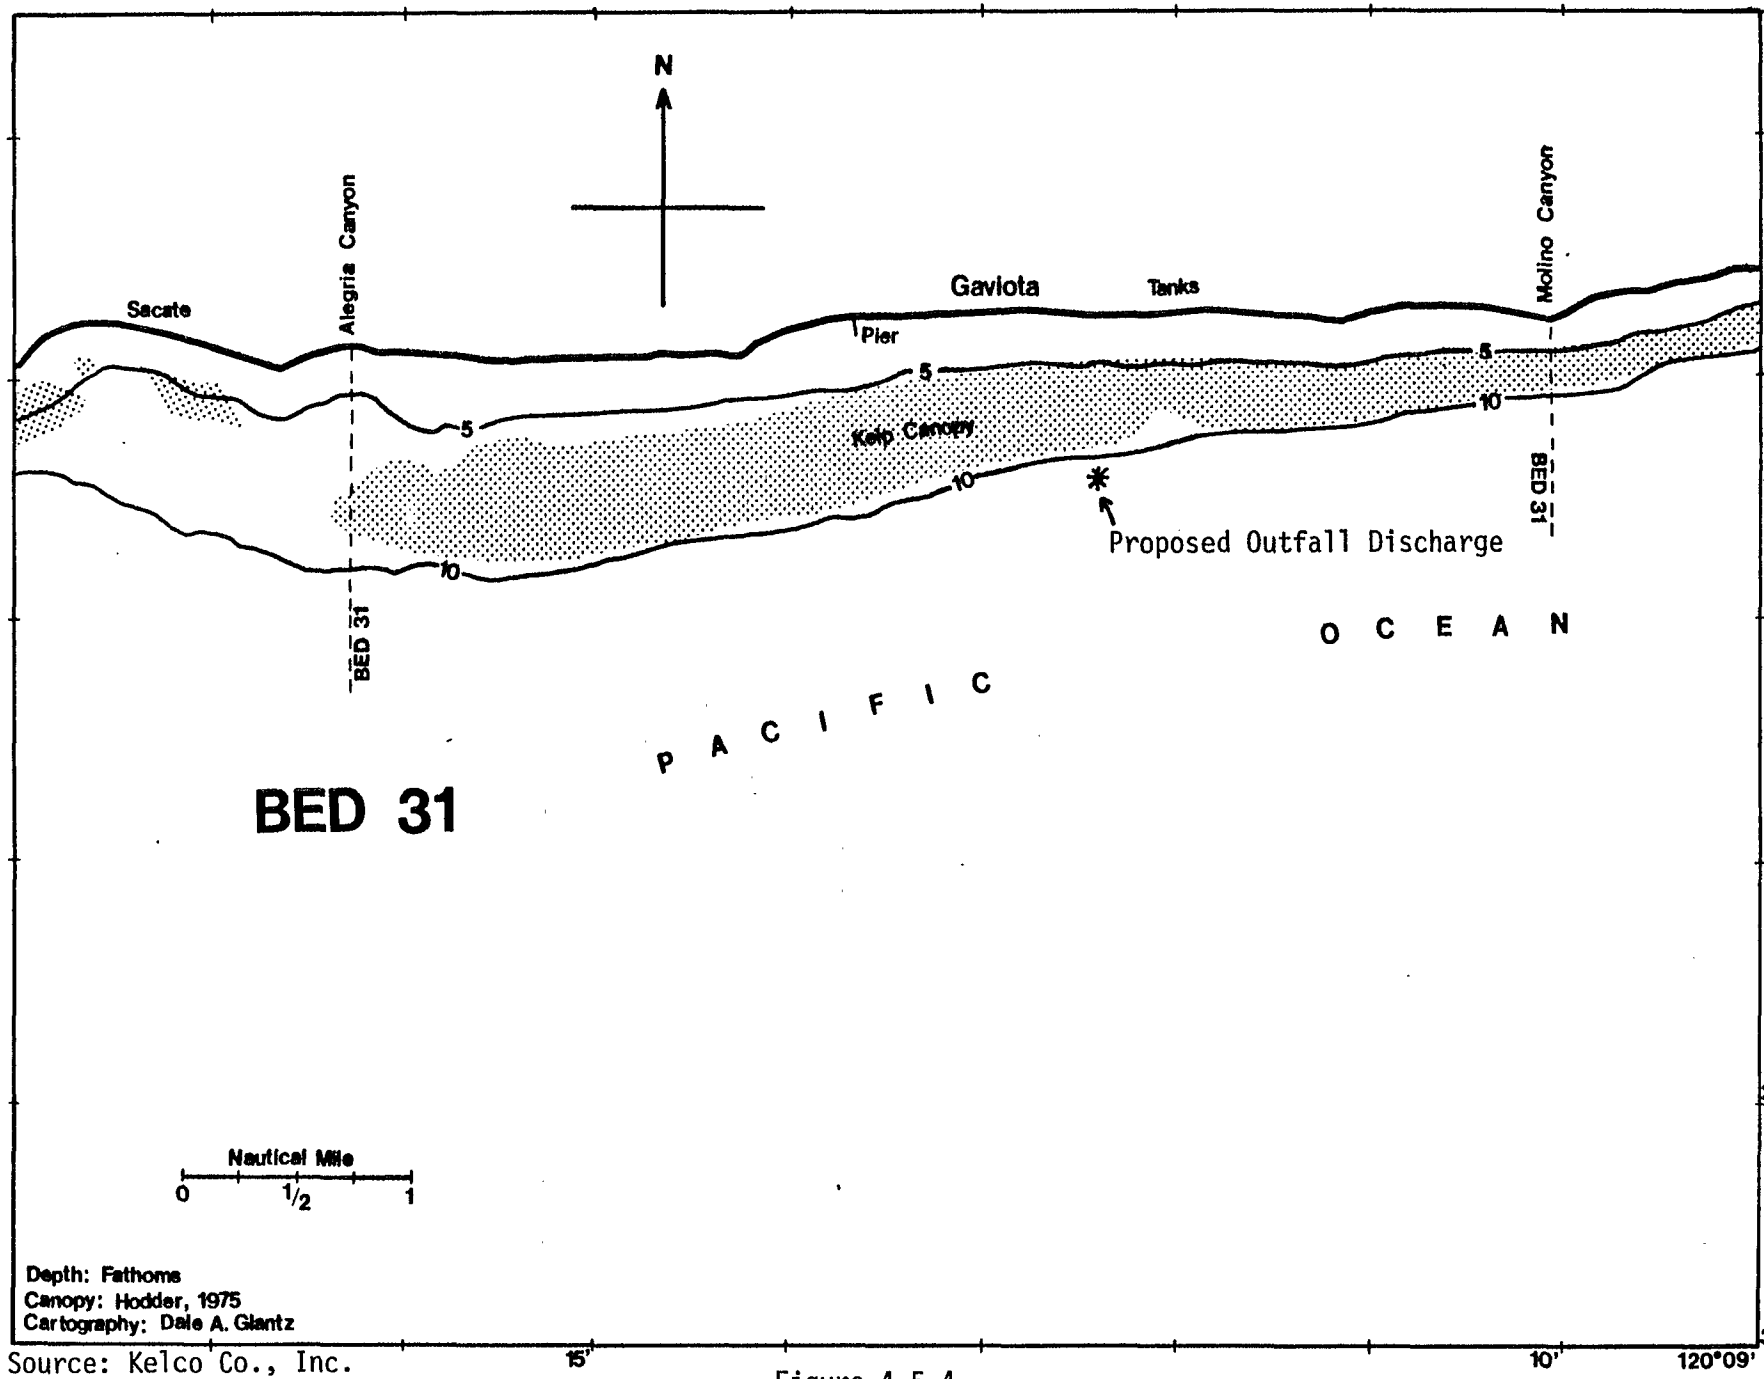 N
Alegria Canyon
Molino Canyon
Sacate
Gaviota
Tanks
Pier
5
5
5
Kelp Canopy
10
10
10
Proposed Outfall Discharge
BED 31
BED 31
OCEAN
PACIFIC
BED 31
Nautical Mile
0 1/2 1
Depth: Fathoms
Canopy: Hodder, 1975
Cartography: Dale A. Glantz
Source: Kelco Co., Inc.
15' 10' 120°09'